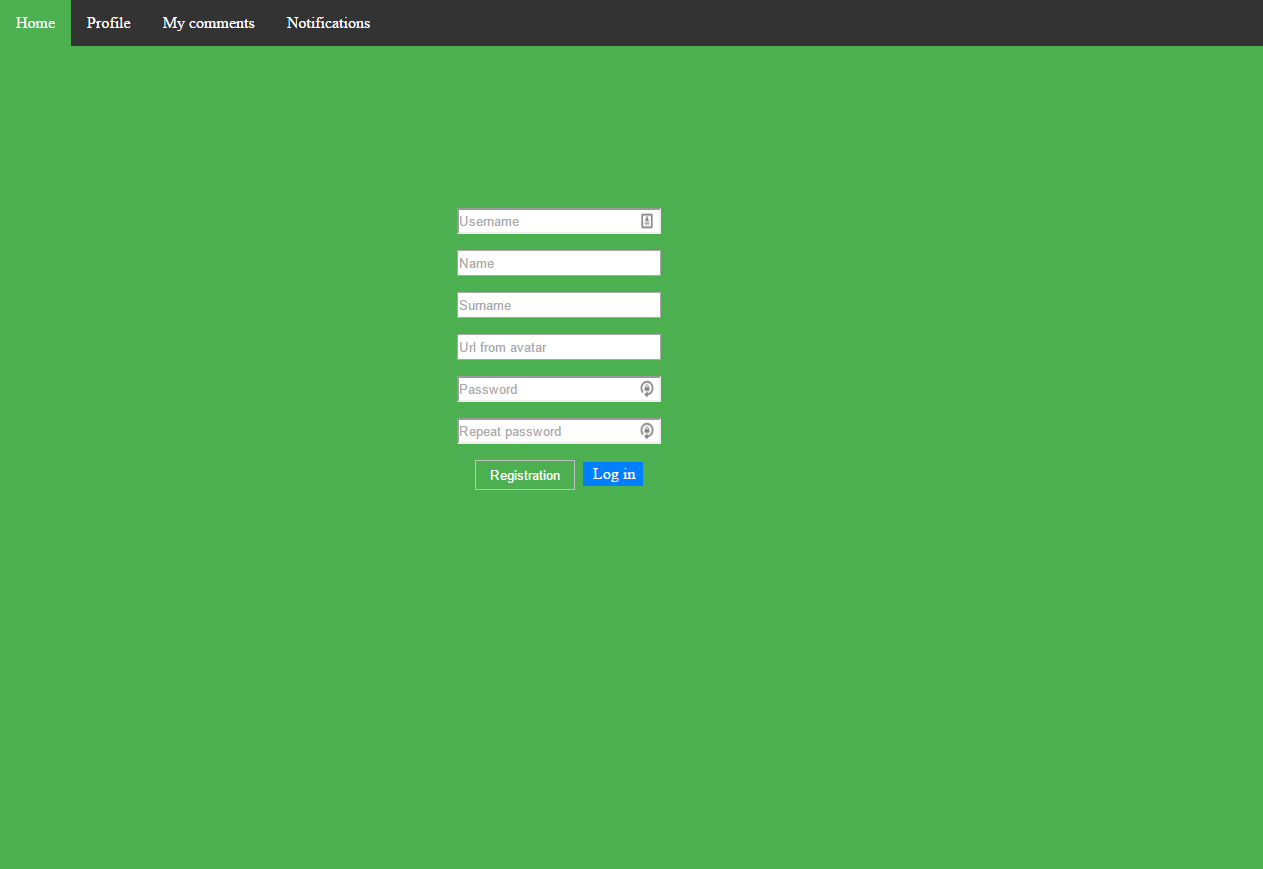 Home Profile My comments Notifications
Username
Name
Surname
Url from avatar
Password
Repeat password
Registration Log in